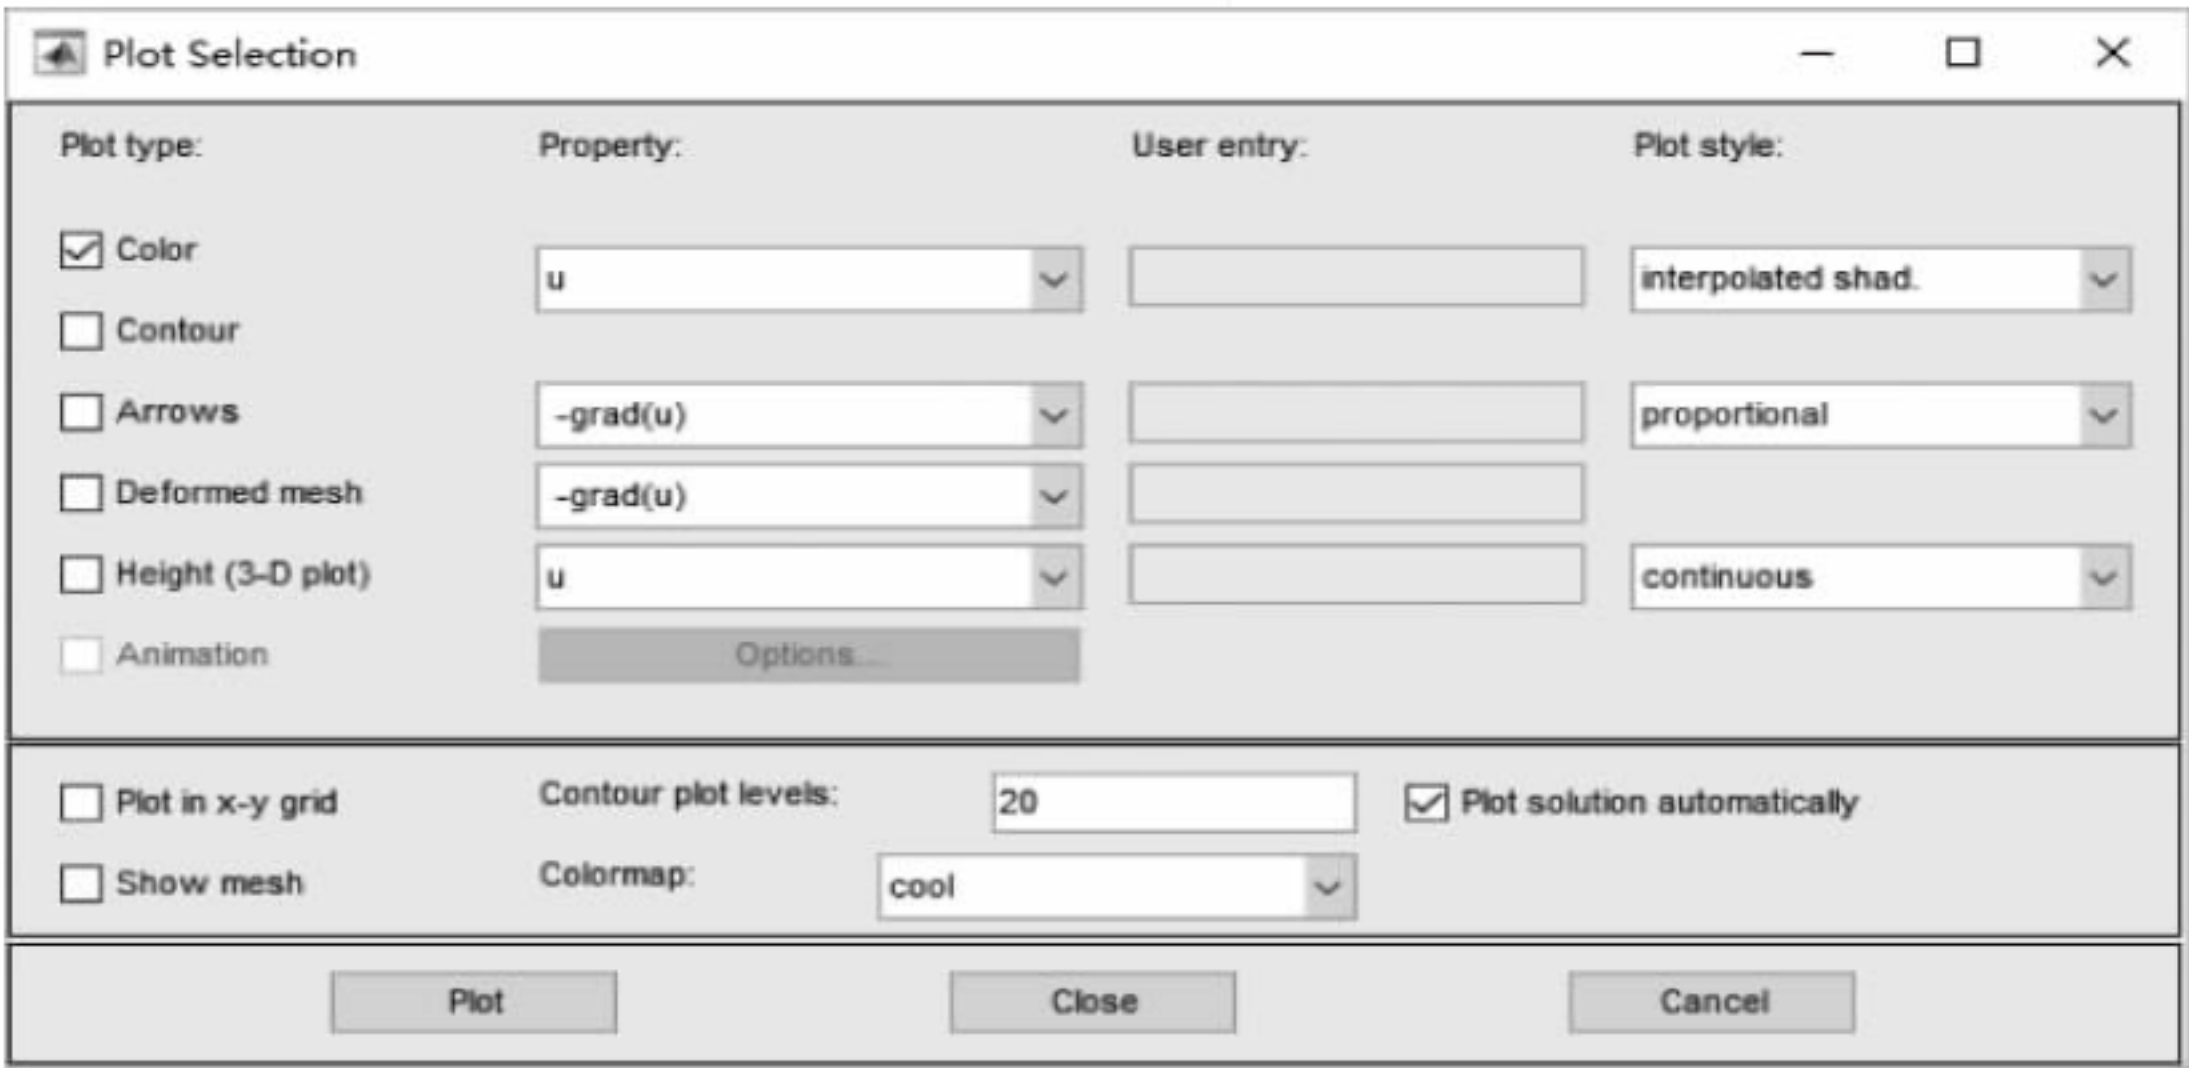 Plot Selection
Plot type: Property: User entry: Plot style:
Color
u interpolated shad.
Contour
Arrows -grad(u) proportional
Deformed mesh -grad(u)
Height (3-D plot) u continuous
Animation Options...
Plot in x-y grid Contour plot levels: 20 Plot solution automatically
Show mesh Colormap: cool
Plot Close Cancel